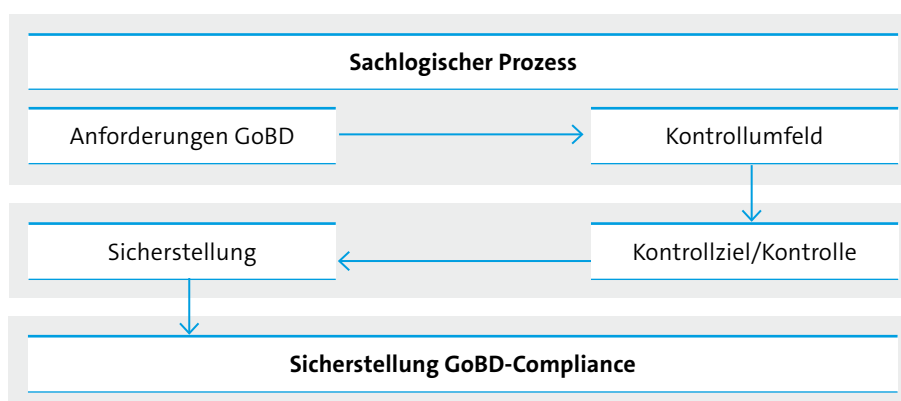 Sachlogischer Prozess
Anforderungen GoBD
Kontrollumfeld
Sicherstellung
Kontrollziel/Kontrolle
Sicherstellung GoBD-Compliance